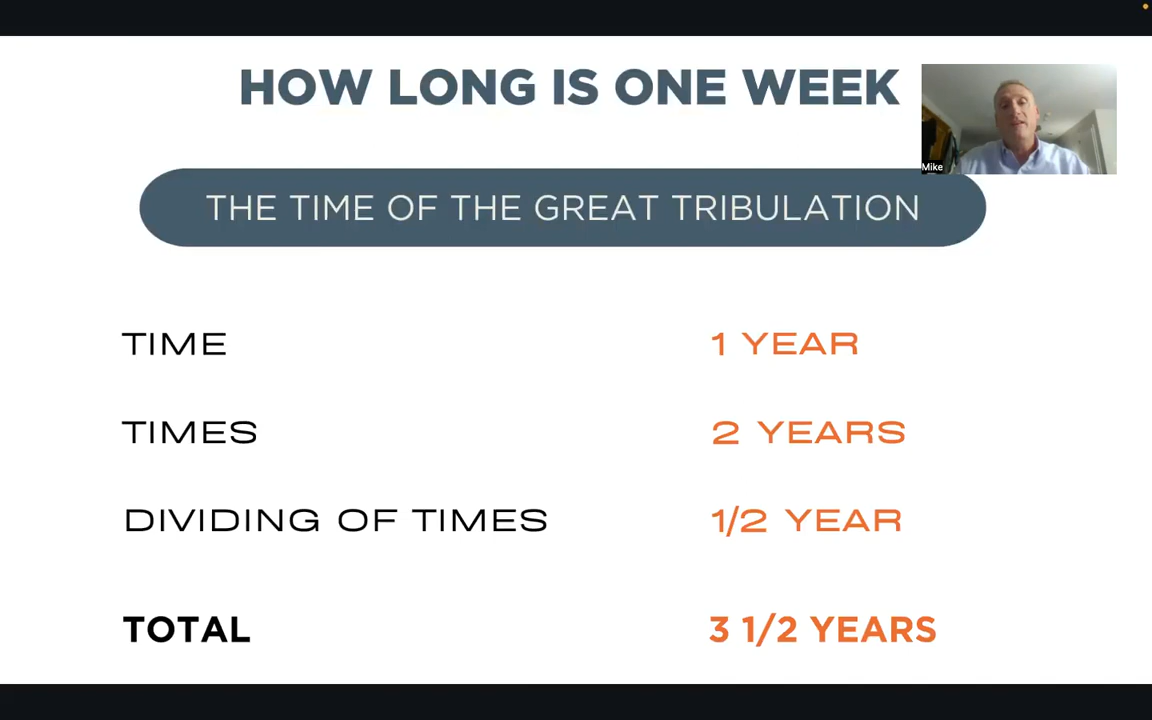 HOW LONG IS ONE WEEK
Mike
THE TIME OF THE GREAT TRIBULATION
TIME 1 YEAR
TIMES 2 YEARS
DIVIDING OF TIMES 1/2 YEAR
TOTAL 3 1/2 YEARS